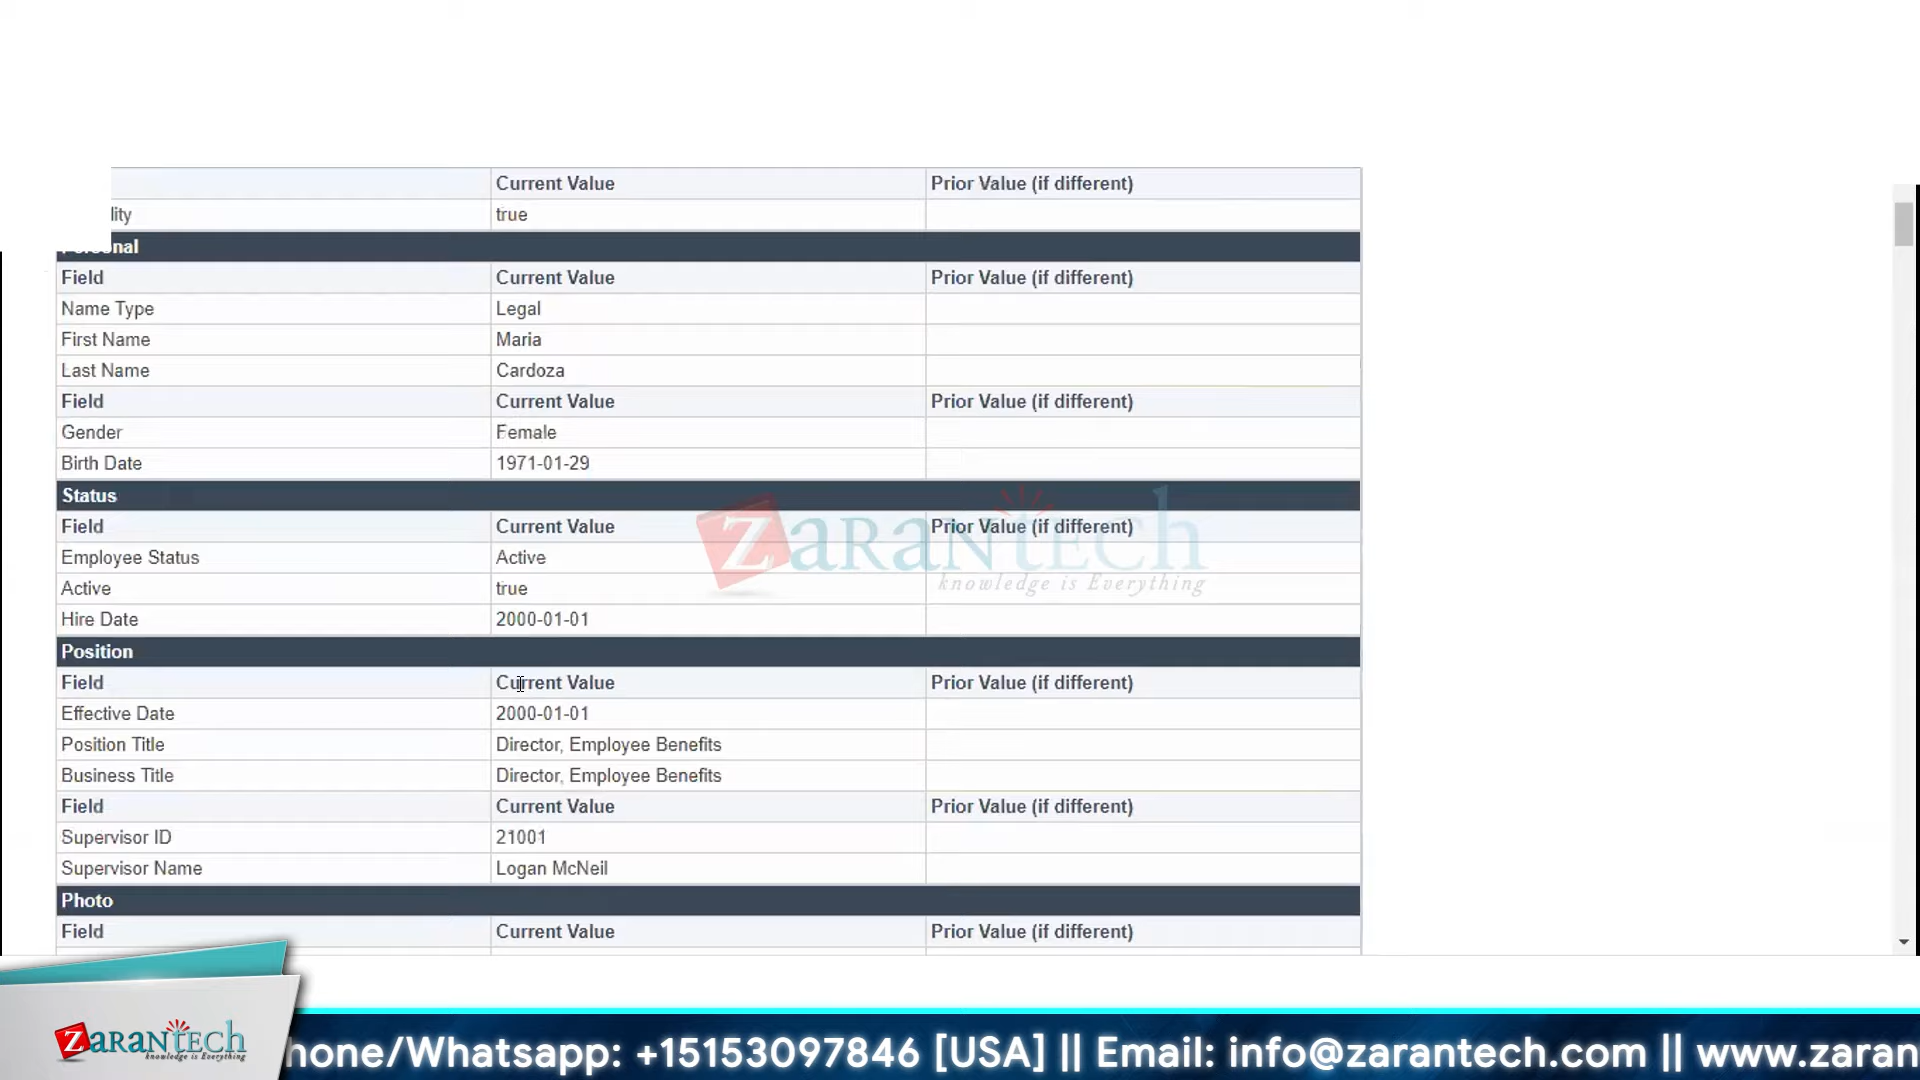 Current Value Prior Value (if different)
lity true
Personal
Field Current Value Prior Value (if different)
Name Type Legal
First Name Maria
Last Name Cardoza
Field Current Value Prior Value (if different)
Gender Female
Birth Date 1971-01-29
Status
Field Current Value Prior Value (if different)
Employee Status Active
Active true
Hire Date 2000-01-01
Position
Field Current Value Prior Value (if different)
Effective Date 2000-01-01
Position Title Director, Employee Benefits
Business Title Director, Employee Benefits
Field Current Value Prior Value (if different)
Supervisor ID 21001
Supervisor Name Logan McNeil
Photo
Field Current Value Prior Value (if different)
ZaranTech
knowledge is Everything
ZaranTech
knowledge is Everything
hone/Whatsapp: +15153097846 [USA] || Email: info@zarantech.com || www.zaran